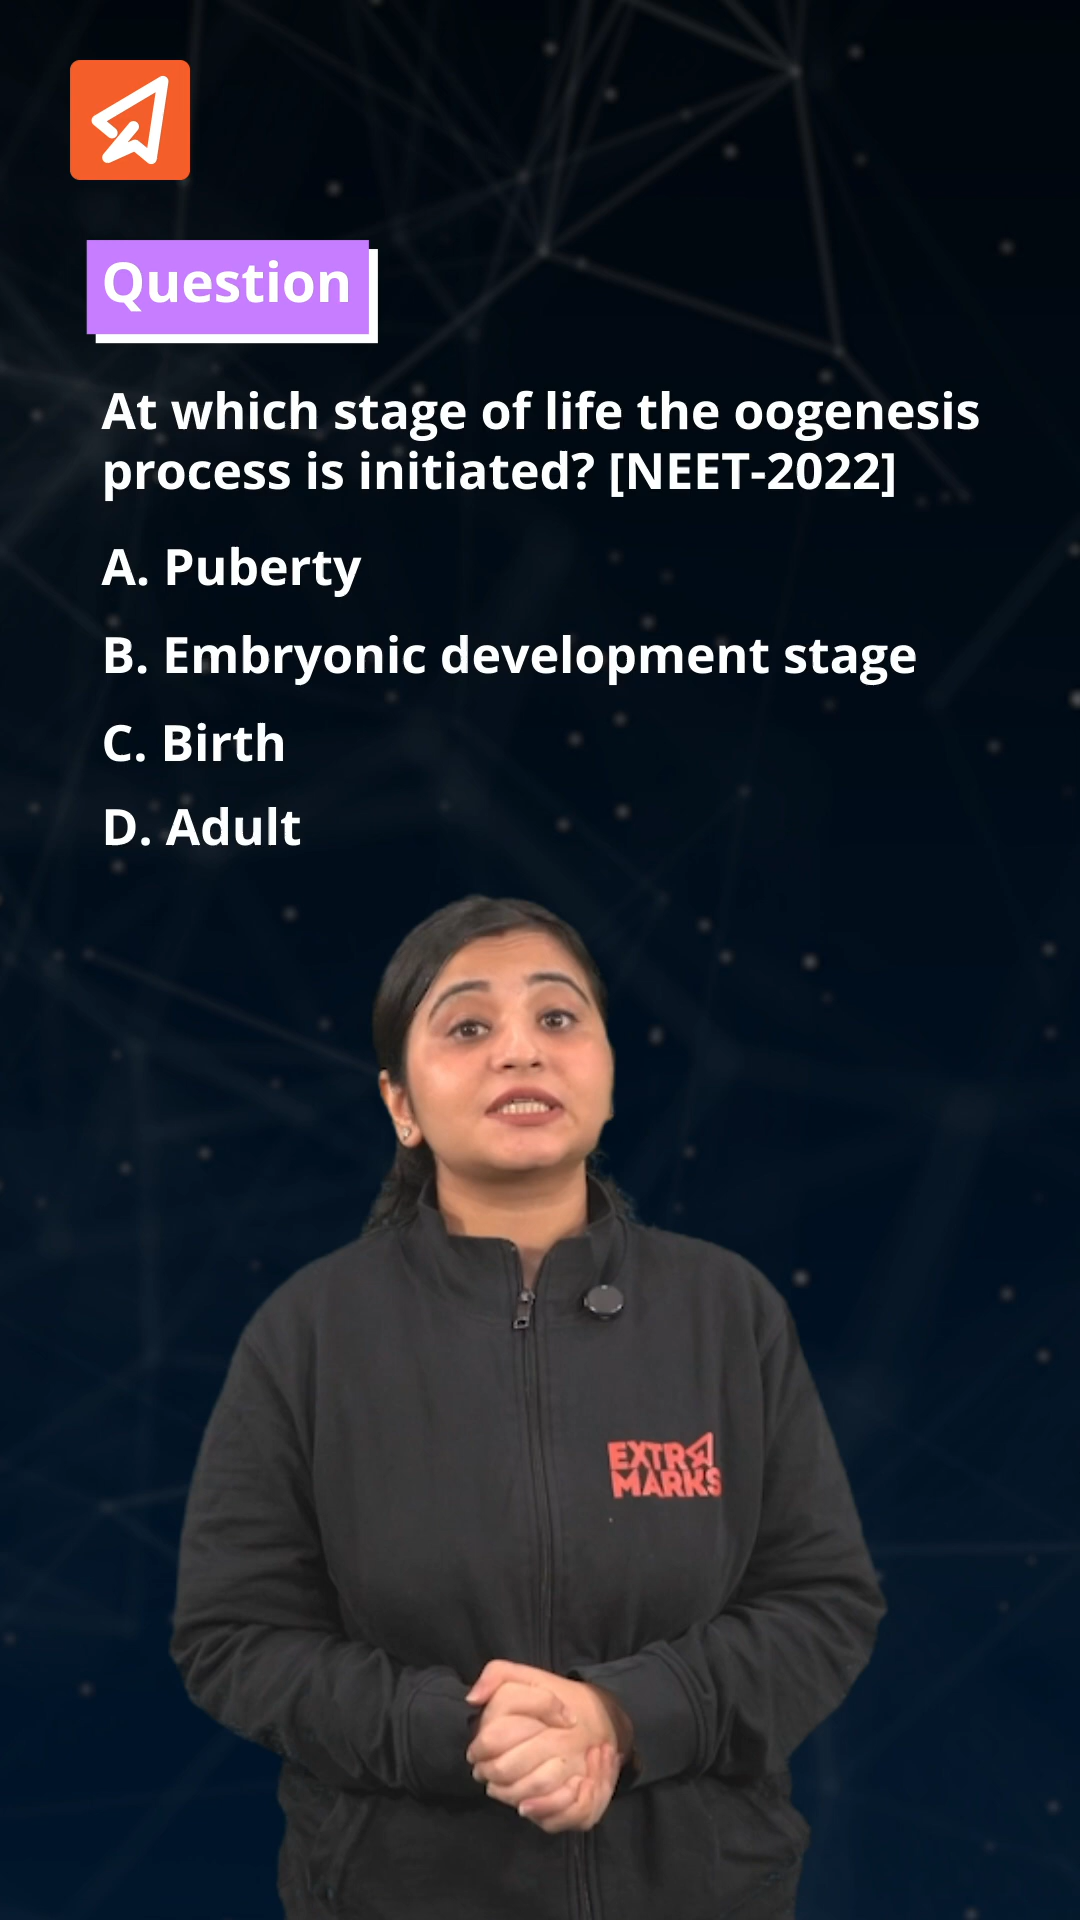 Question
At which stage of life the oogenesis
process is initiated? [NEET-2022]
A. Puberty
B. Embryonic development stage
C. Birth
D. Adult
EXTRA
MARKS